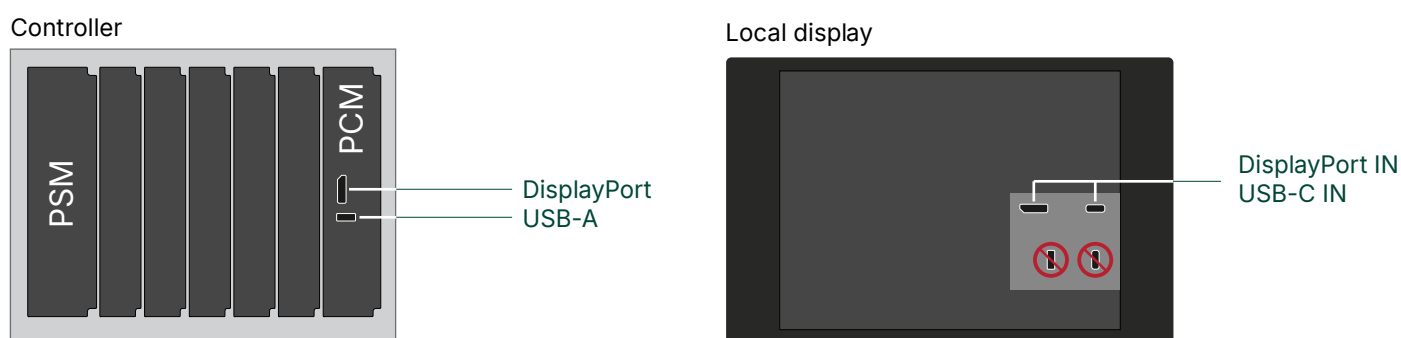 Controller
Local display
PSM
PCM
DisplayPort
USB-A
DisplayPort IN
USB-C IN